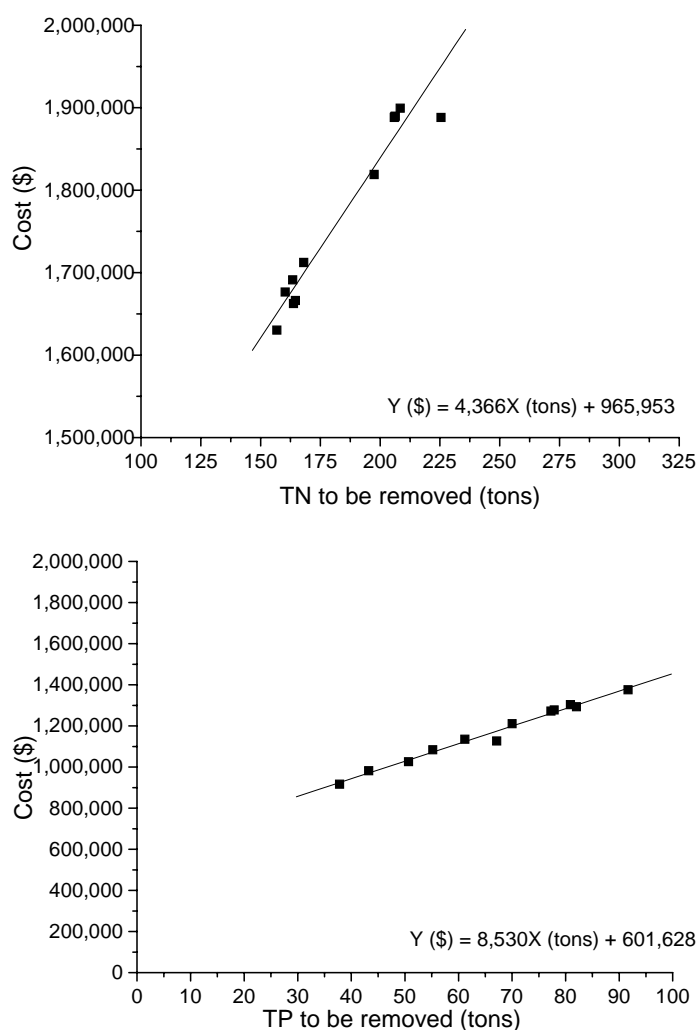 2,000,000
1,900,000
1,800,000
1,700,000
1,600,000
1,500,000
Cost ($)
Y ($) = 4,366X (tons) + 965,953
100 125 150 175 200 225 250 275 300 325
TN to be removed (tons)
2,000,000
1,800,000
1,600,000
1,400,000
1,200,000
1,000,000
800,000
600,000
400,000
200,000
0
Cost ($)
Y ($) = 8,530X (tons) + 601,628
0 10 20 30 40 50 60 70 80 90 100
TP to be removed (tons)